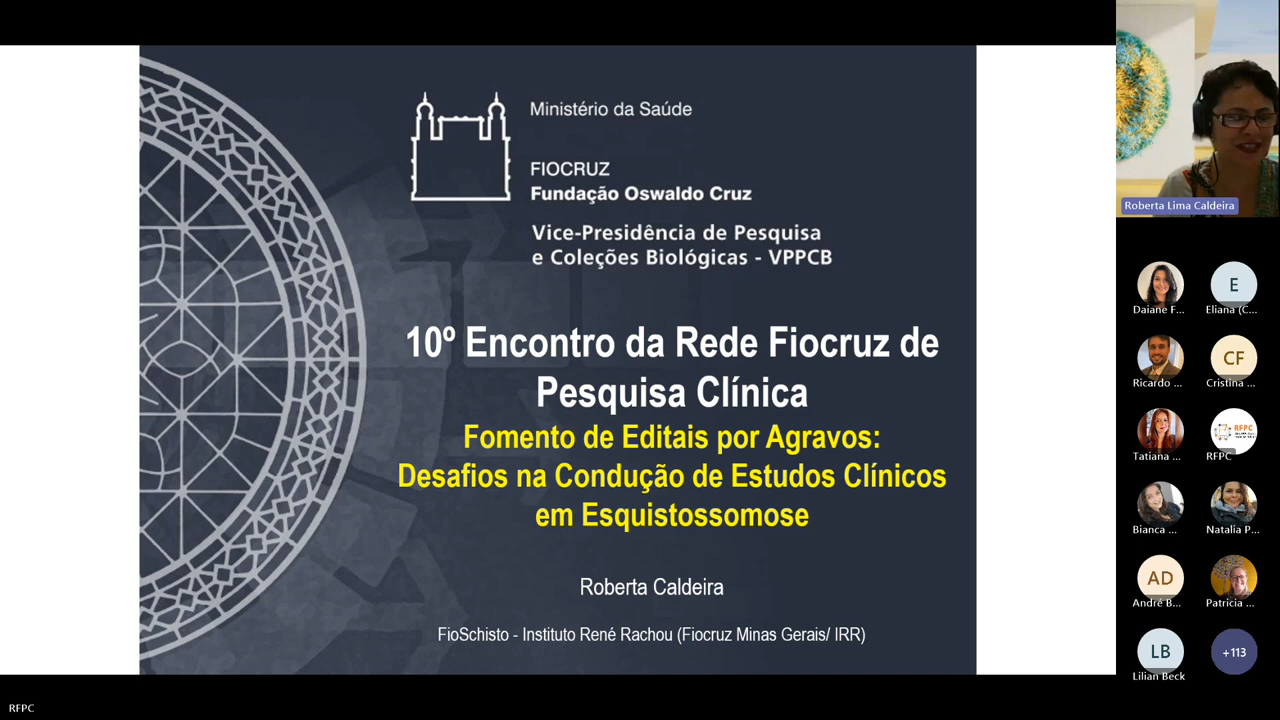 Ministério da Saúde
FIOCRUZ
Fundação Oswaldo Cruz
Vice-Presidência de Pesquisa
e Coleções Biológicas - VPPCB
10º Encontro da Rede Fiocruz de
Pesquisa Clínica
Fomento de Editais por Agravos:
Desafios na Condução de Estudos Clínicos
em Esquistossomose
Roberta Caldeira
FioSchisto - Instituto René Rachou (Fiocruz Minas Gerais/ IRR)
Roberta Lima Caldeira
Daiane F...
E
Eliana (C...
Ricardo ...
CF
Cristina ...
Tatiana ...
RFPC
RFPC
Bianca ...
Natalia P...
AD
André B...
Patricia ...
LB
Lilian Beck
+113
RFPC